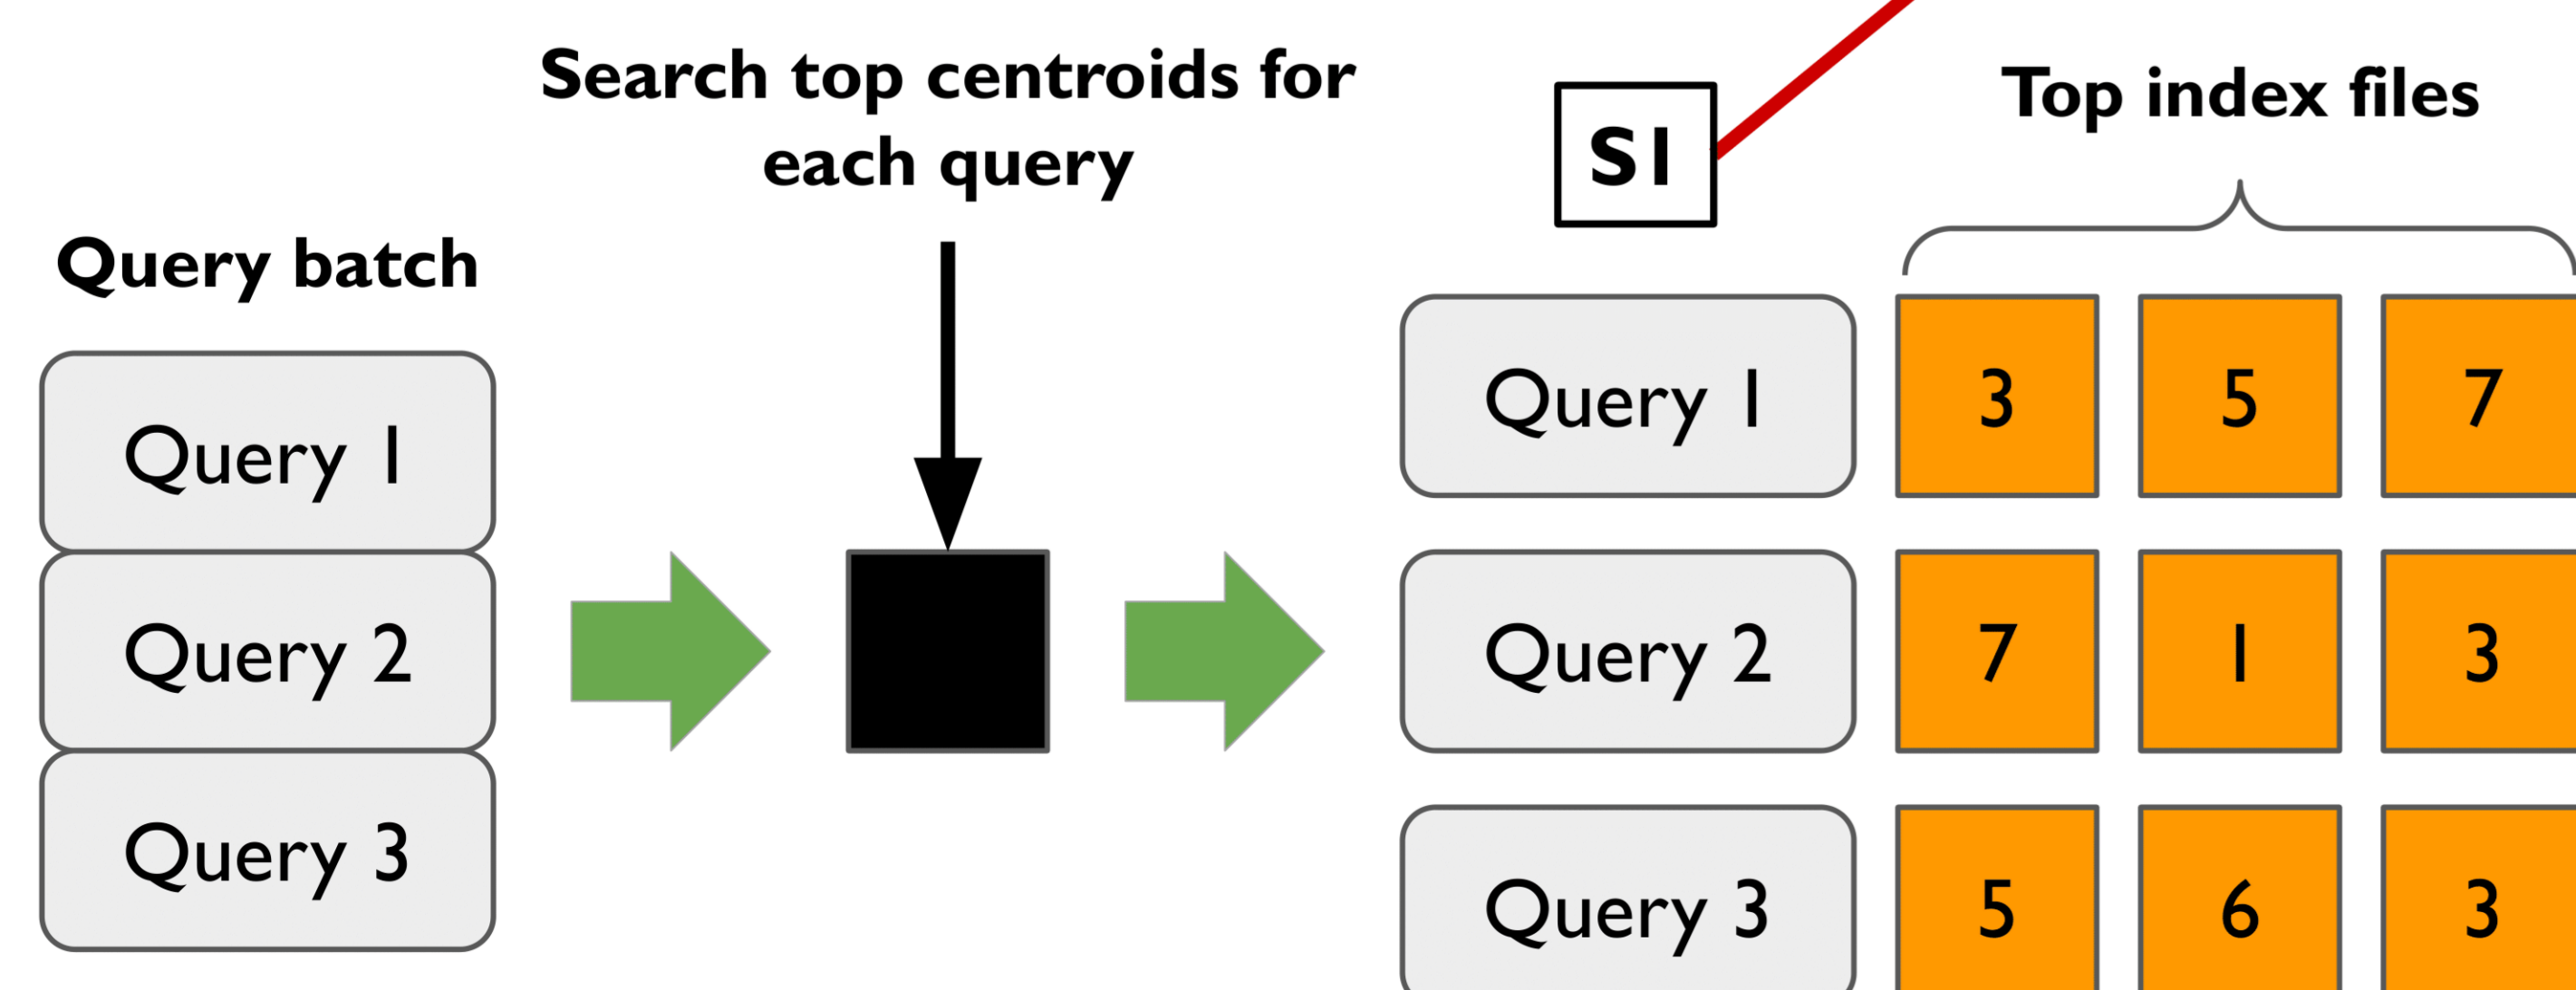 Search top centroids for
each query
S1
Top index files
Query batch
Query 1
Query 2
Query 3
Query 1 3 5 7
Query 2 7 1 3
Query 3 5 6 3